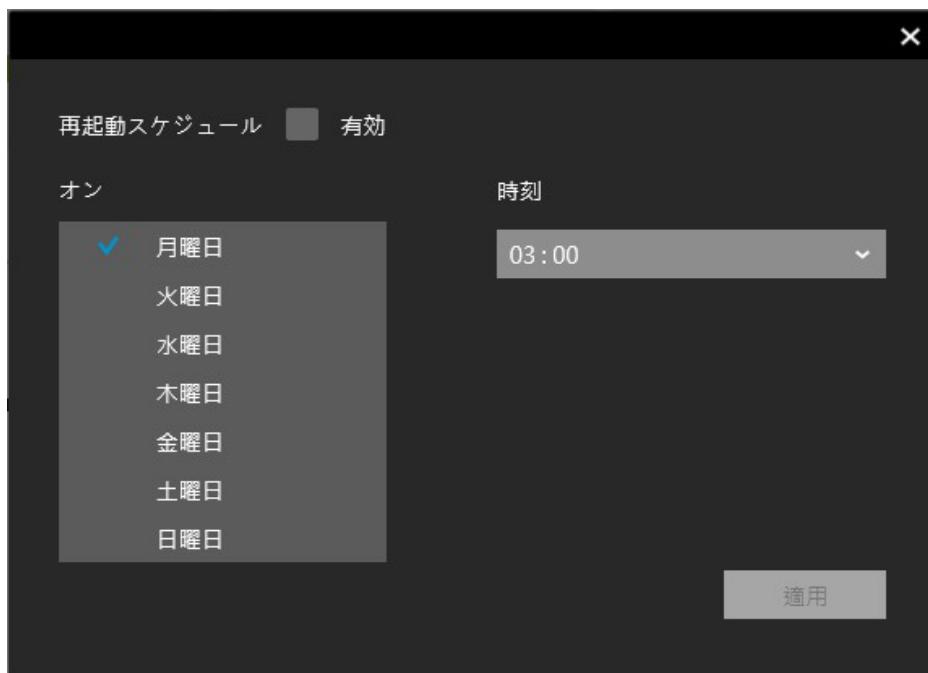 再起動スケジュール 有効
オン
時刻
月曜日
03:00
火曜日
水曜日
木曜日
金曜日
土曜日
日曜日
適用